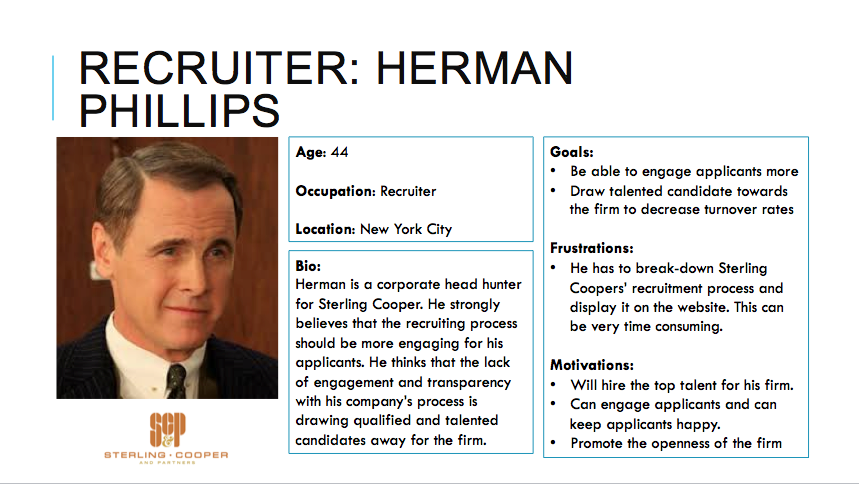 RECRUITER: HERMAN
PHILLIPS
Age: 44
Occupation: Recruiter
Location: New York City
Bio:
Herman is a corporate head hunter
for Sterling Cooper. He strongly
believes that the recruiting process
should be more engaging for his
applicants. He thinks that the lack
of engagement and transparency
with his company's process is
drawing qualified and talented
candidates away for the firm.
Goals:
• Be able to engage applicants more
• Draw talented candidate towards
the firm to decrease turnover rates
Frustrations:
• He has to break-down Sterling
Coopers' recruitment process and
display it on the website. This can
be very time consuming.
Motivations:
• Will hire the top talent for his firm.
• Can engage applicants and can
keep applicants happy.
• Promote the openness of the firm
SC&P
STERLING·COOPER
AND PARTNERS